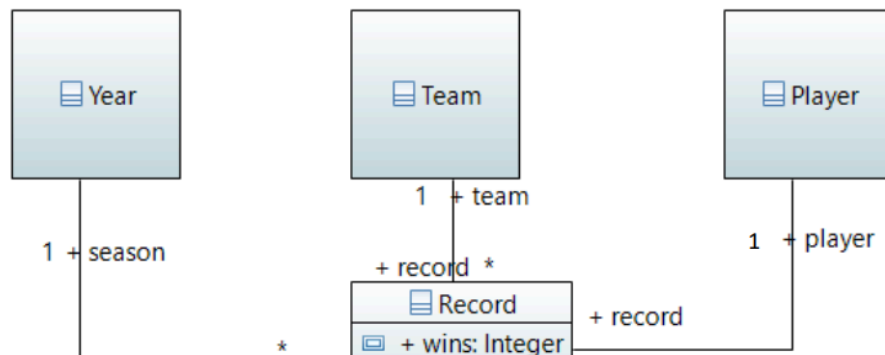 Year
Team
Player
1 + team
1 + season
1 + player
+ record *
Record
+ record
* + wins: Integer